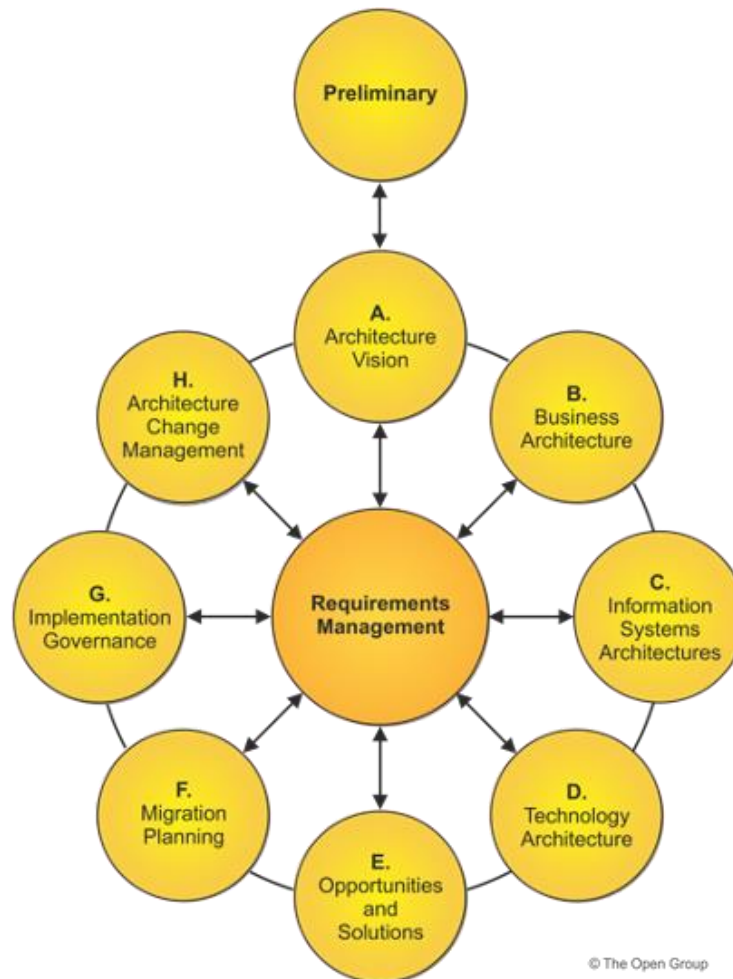 Preliminary
A.
Architecture
Vision
B.
Business
Architecture
C.
Information
Systems
Architectures
D.
Technology
Architecture
E.
Opportunities
and
Solutions
F.
Migration
Planning
G.
Implementation
Governance
H.
Architecture
Change
Management
Requirements
Management
© The Open Group